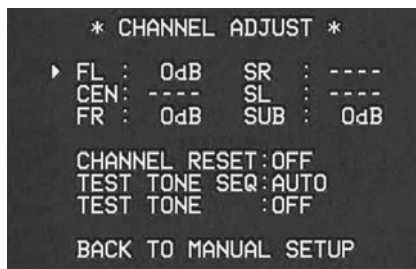 * CHANNEL ADJUST *
FL : 0dB SR : ----
CEN: ---- SL : ----
FR : 0dB SUB : 0dB
CHANNEL RESET:OFF
TEST TONE SEQ:AUTO
TEST TONE :OFF
BACK TO MANUAL SETUP